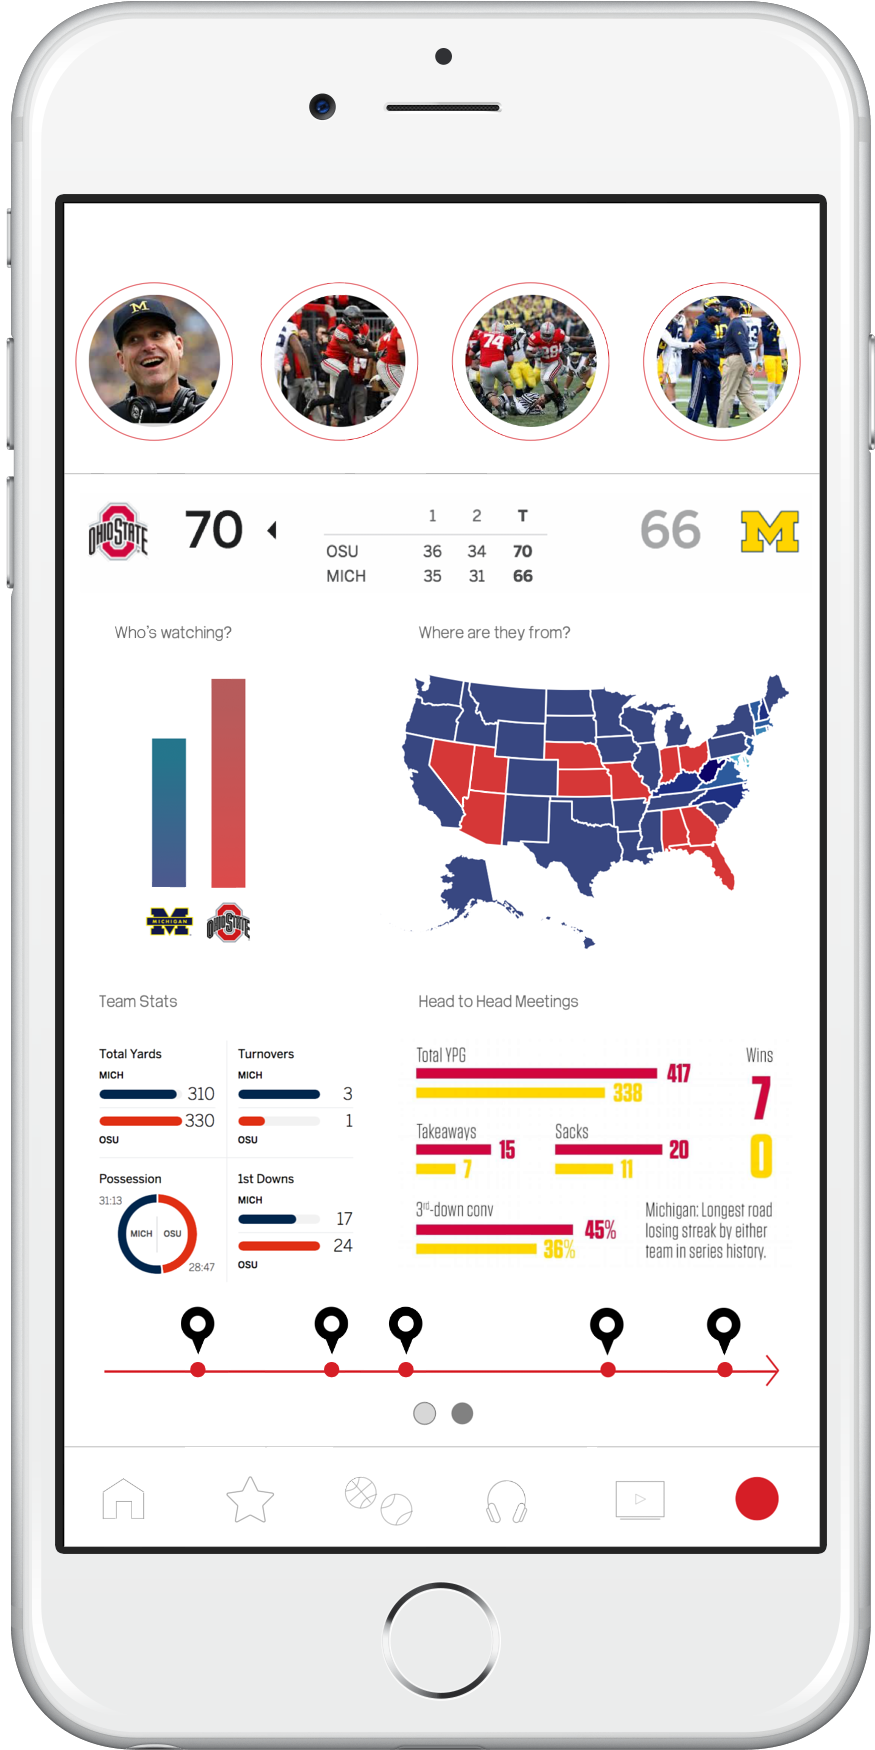 M
74
28
OHIO STATE
70
1 2 T
OSU 36 34 70
MICH 35 31 66
66
M
Who's watching?
Where are they from?
MICHIGAN
OHIO STATE
Team Stats
Head to Head Meetings
Total Yards
MICH
310
330
OSU
Turnovers
MICH
3
1
OSU
Possession
31:13
MICH OSU
28:47
1st Downs
MICH
17
24
OSU
Total YPG
417
338
Wins
7
0
Takeaways
15
7
Sacks
20
11
3rd-down conv
45%
36%
Michigan: Longest road
losing streak by either
team in series history.